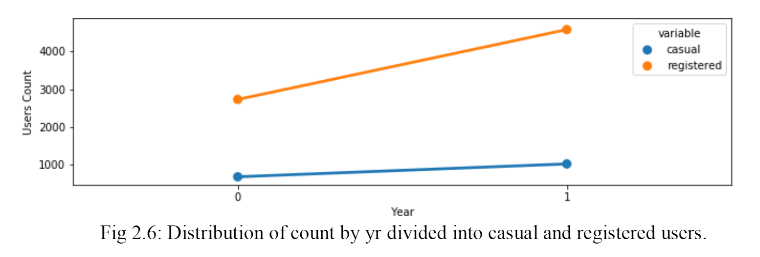 variable
casual
registered
4000
3000
2000
1000
Users Count
0
1
Year
Fig 2.6: Distribution of count by yr divided into casual and registered users.